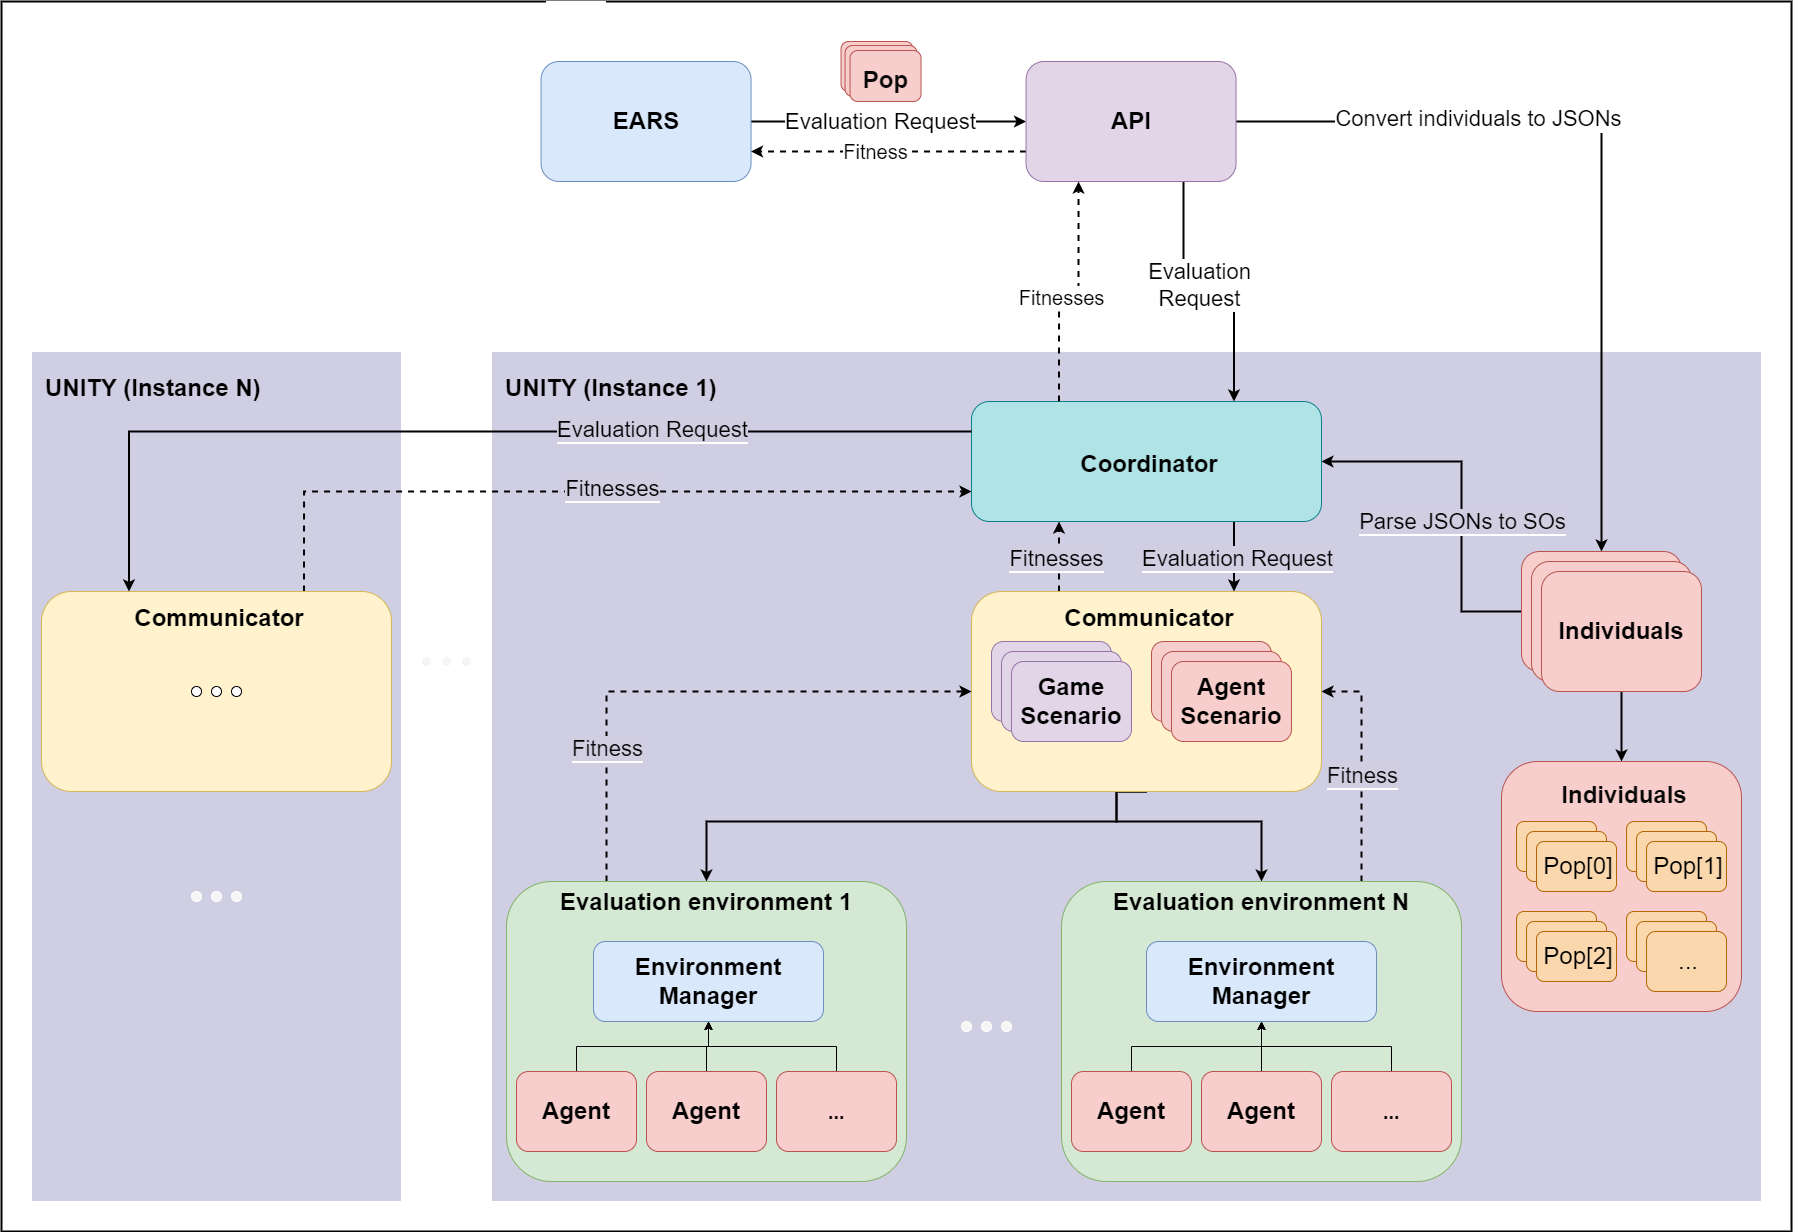 Pop
EARS
Evaluation Request
API
Convert individuals to JSONs
Fitness
Evaluation
Request
Fitnesses
UNITY (Instance N)
UNITY (Instance 1)
Evaluation Request
Coordinator
Fitnesses
Parse JSONs to SOs
Fitnesses
Evaluation Request
Communicator
Communicator
Individuals
Game
Scenario
Agent
Scenario
Fitness
Fitness
Individuals
Pop[0]
Pop[1]
Pop[2]
...
Evaluation environment 1
Evaluation environment N
Environment
Manager
Environment
Manager
Agent
Agent
...
Agent
Agent
...